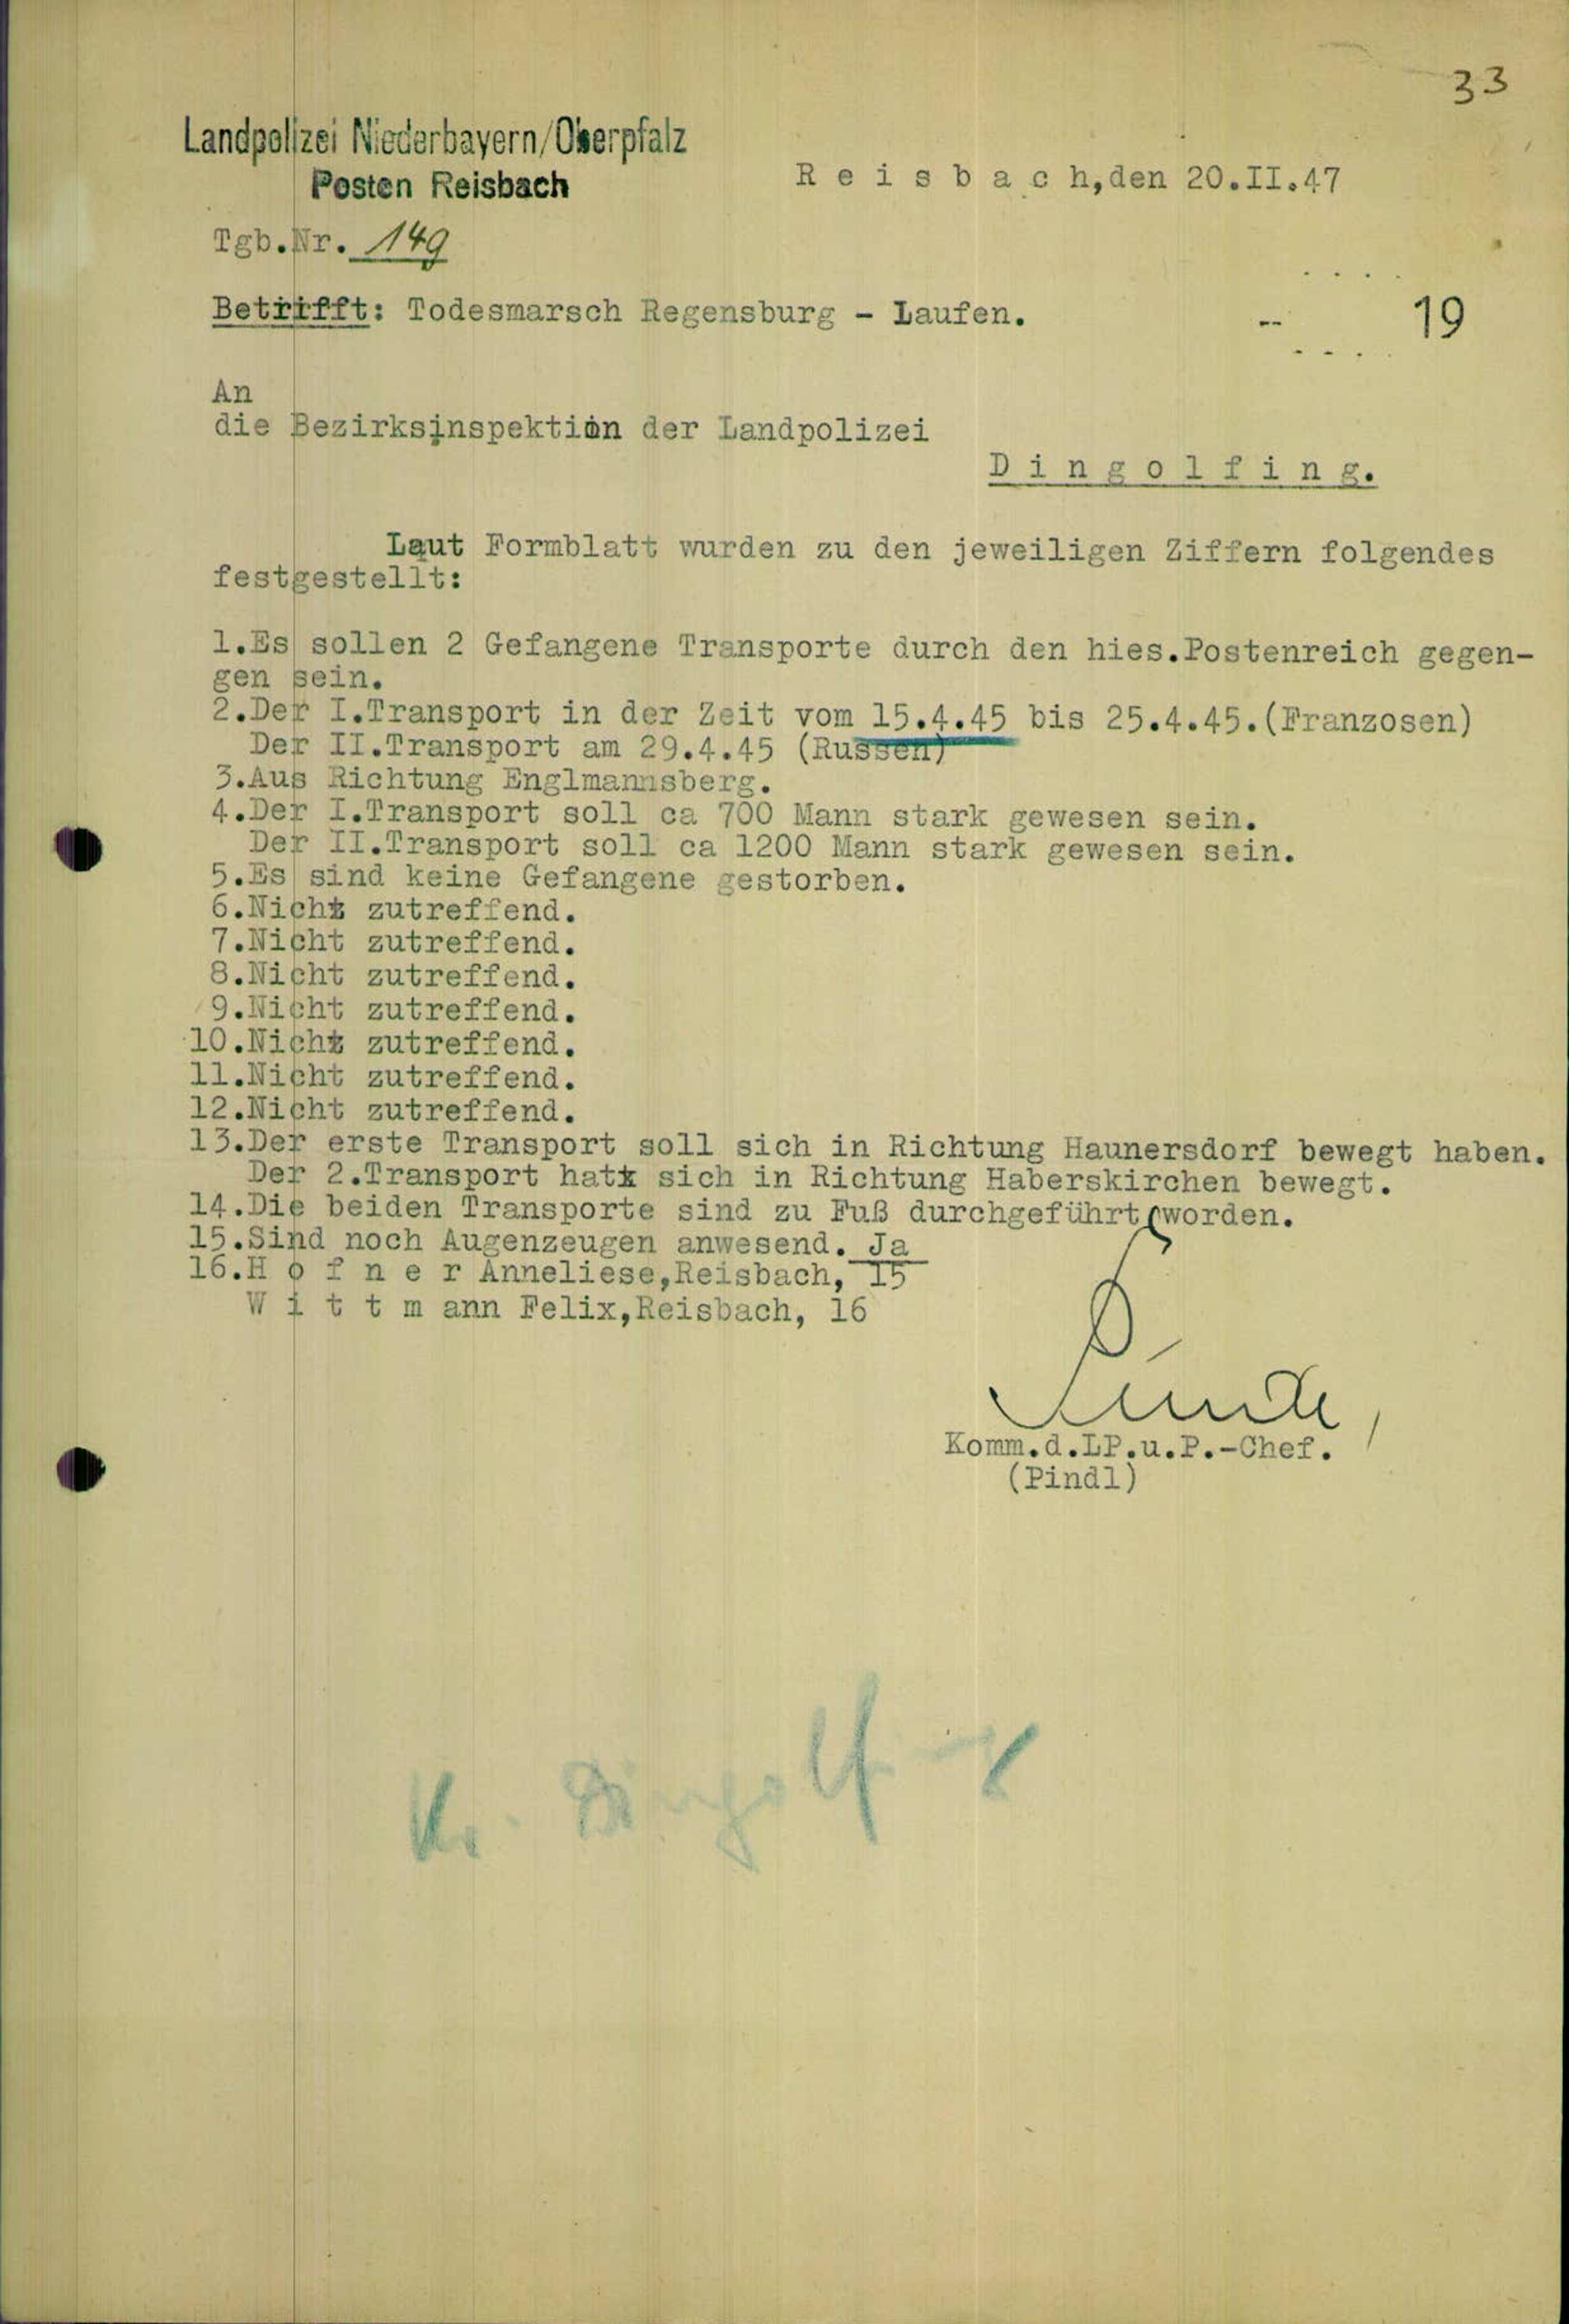 33
Landpolizei Niederbayern/Oberpfalz
Posten Reisbach
R e i s b a c h,den 20.II.47
Tgb.Nr. 149
Betrifft: Todesmarsch Regensburg - Laufen.
19
An
die Bezirksinspektion der Landpolizei
D i n g o l f i n g.
Laut Formblatt wurden zu den jeweiligen Ziffern folgendes
festgestellt:
1.Es sollen 2 Gefangene Transporte durch den hies.Postenreich gegen-
gen sein.
2.Der I.Transport in der Zeit vom 15.4.45 bis 25.4.45.(Franzosen)
Der II.Transport am 29.4.45 (Russen)
3.Aus Richtung Englmannsberg.
4.Der I.Transport soll ca 700 Mann stark gewesen sein.
Der II.Transport soll ca 1200 Mann stark gewesen sein.
5.Es sind keine Gefangene gestorben.
6.Nicht zutreffend.
7.Nicht zutreffend.
8.Nicht zutreffend.
9.Nicht zutreffend.
10.Nicht zutreffend.
11.Nicht zutreffend.
12.Nicht zutreffend.
13.Der erste Transport soll sich in Richtung Haunersdorf bewegt haben.
Der 2.Transport hat sich in Richtung Haberskirchen bewegt.
14.Die beiden Transporte sind zu Fuß durchgeführt worden.
15.Sind noch Augenzeugen anwesend. Ja
16.H o f n e r Anneliese,Reisbach, 15
W i t t m ann Felix,Reisbach, 16
Pindl
Komm.d.LP.u.P.-Chef.
(Pindl)
Kr. Dingolfing